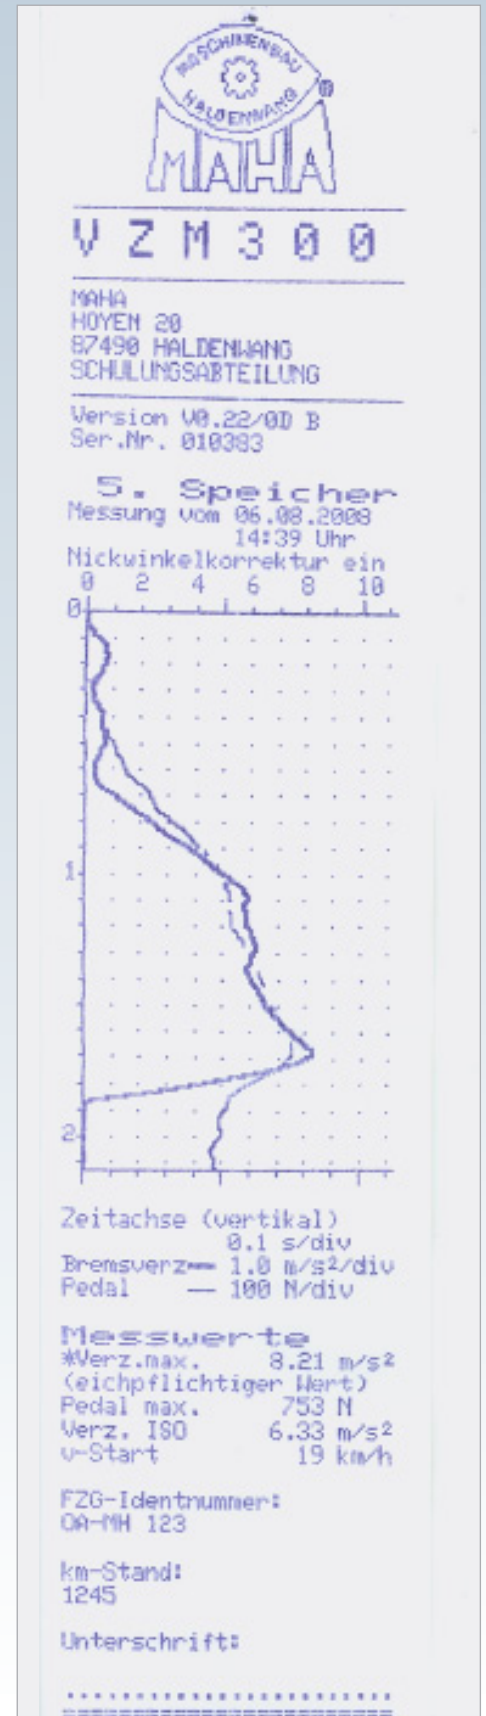 MASCHINENBAU
HALDENWANG
®
MAHA
VZM300
MAHA
HOYEN 20
87490 HALDENWANG
SCHULUNGSABTEILUNG
Version V0.22/0D B
Ser.Nr. 010383
5. Speicher
Messung vom 06.08.2008
14:39 Uhr
Nickwinkelkorrektur ein
0 2 4 6 8 10
0
1
2
Zeitachse (vertikal)
0.1 s/div
Bremsverz 1.0 m/s²/div
Pedal — 100 N/div
Messwerte
*Verz.max. 8.21 m/s²
(eichpflichtiger Wert)
Pedal max. 753 N
Verz. ISO 6.33 m/s²
v-Start 19 km/h
FZG-Identnummer:
OA-MH 123
km-Stand:
1245
Unterschrift: